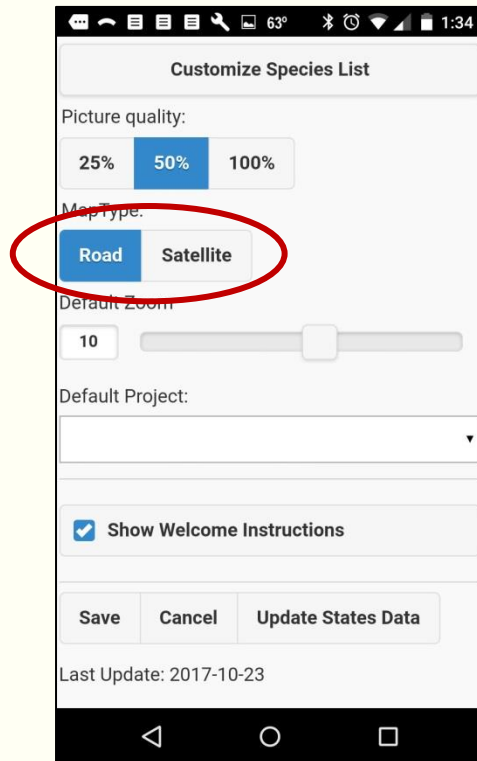 63° 1:34
Customize Species List
Picture quality:
25% 50% 100%
MapType:
Road Satellite
Default Zoom
10
Default Project:
Show Welcome Instructions
Save Cancel Update States Data
Last Update: 2017-10-23